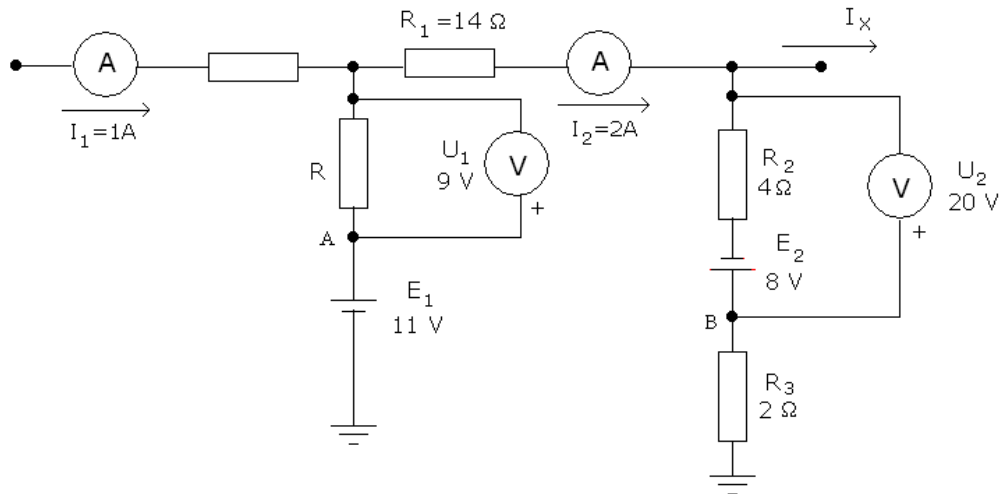 R1 =14 Ω
IX
A
A
I1=1A
I2=2A
R
U1
9 V
V
+
R2
4Ω
V
U2
20 V
+
A
E2
8 V
E1
11 V
B
R3
2 Ω